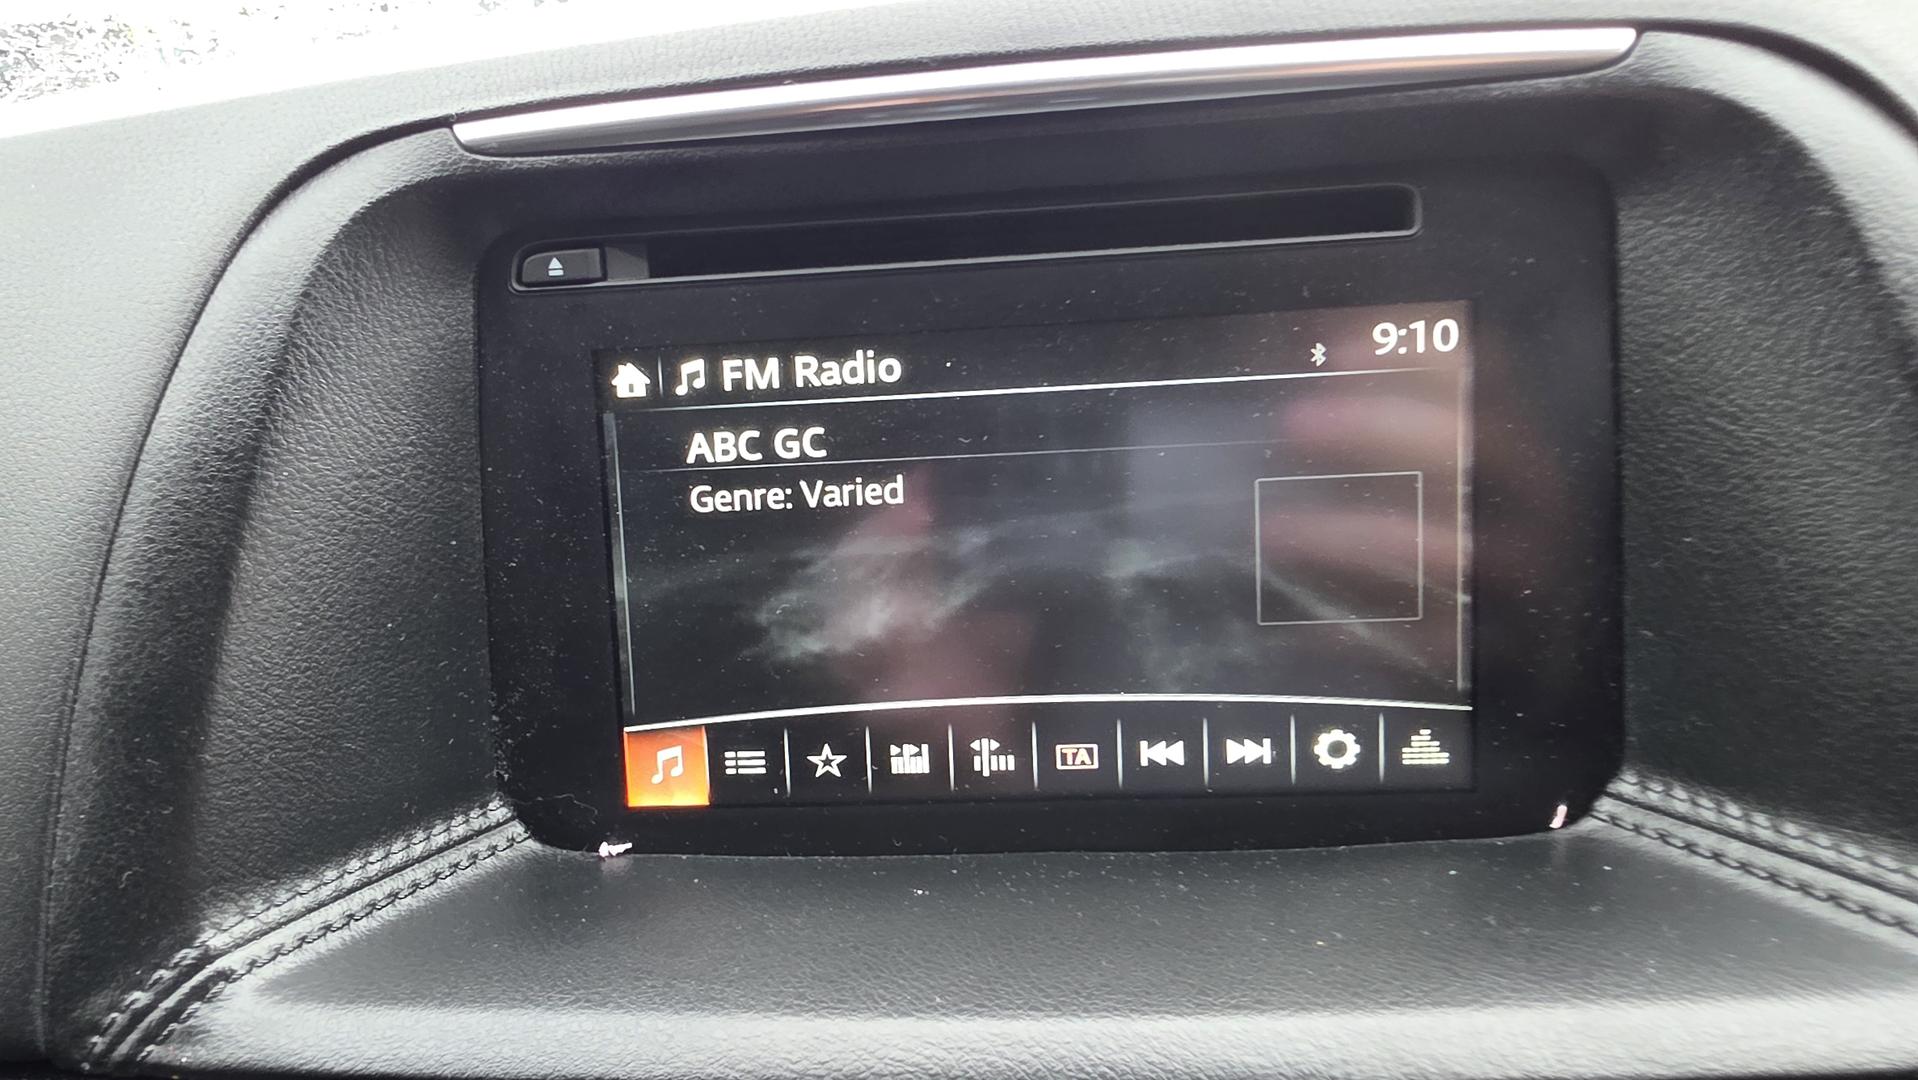 FM Radio
9:10
ABC GC
Genre: Varied
TA